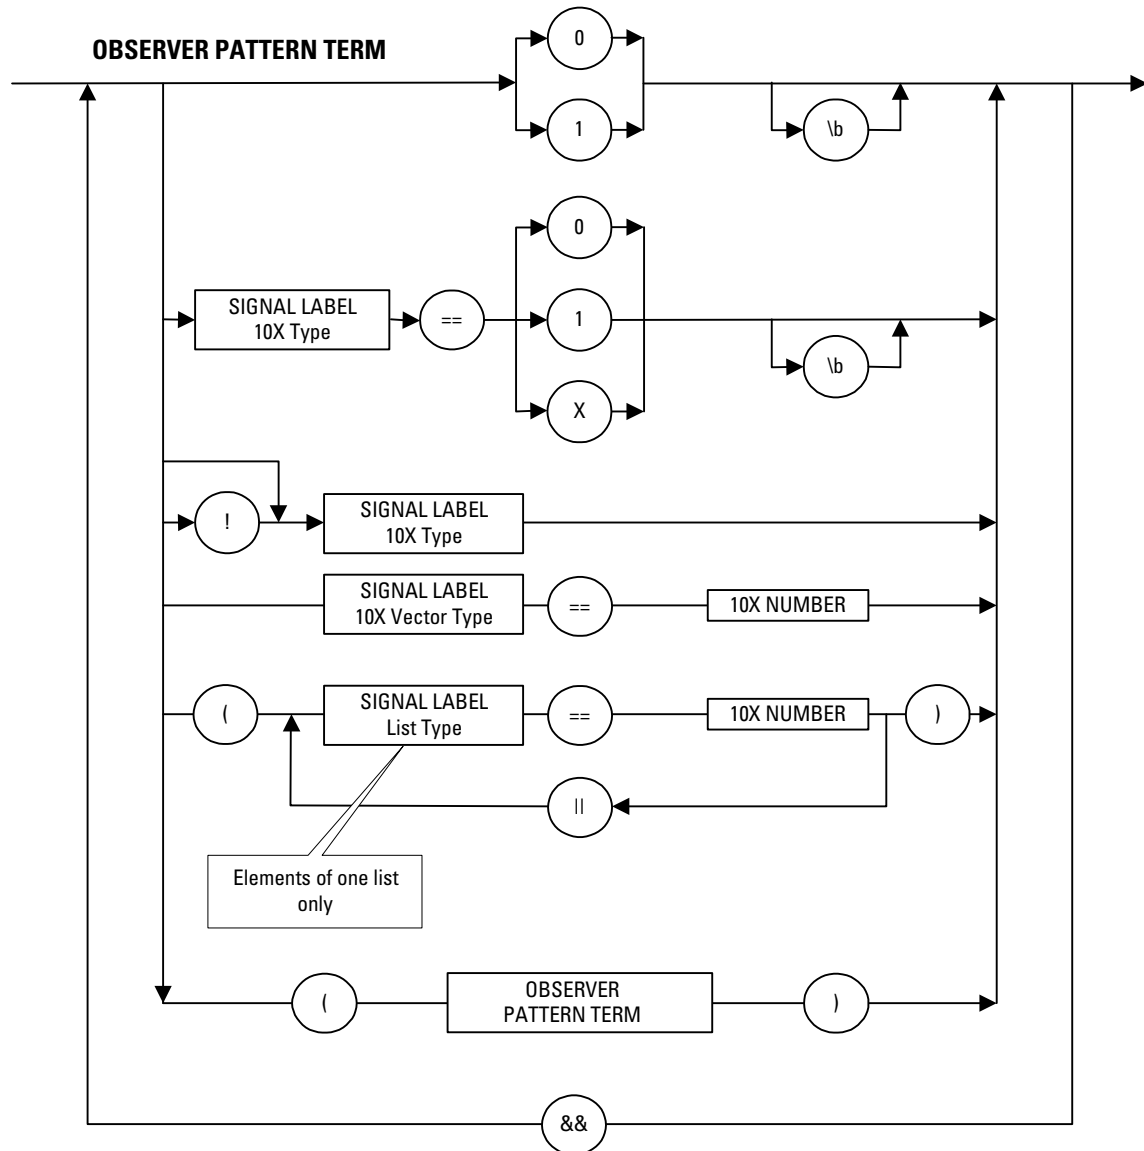 OBSERVER PATTERN TERM
0
1
\b
0
SIGNAL LABEL
10X Type
==
1
\b
X
!
SIGNAL LABEL
10X Type
SIGNAL LABEL
10X Vector Type
==
10X NUMBER
(
SIGNAL LABEL
List Type
==
10X NUMBER
)
||
Elements of one list
only
(
OBSERVER
PATTERN TERM
)
&&